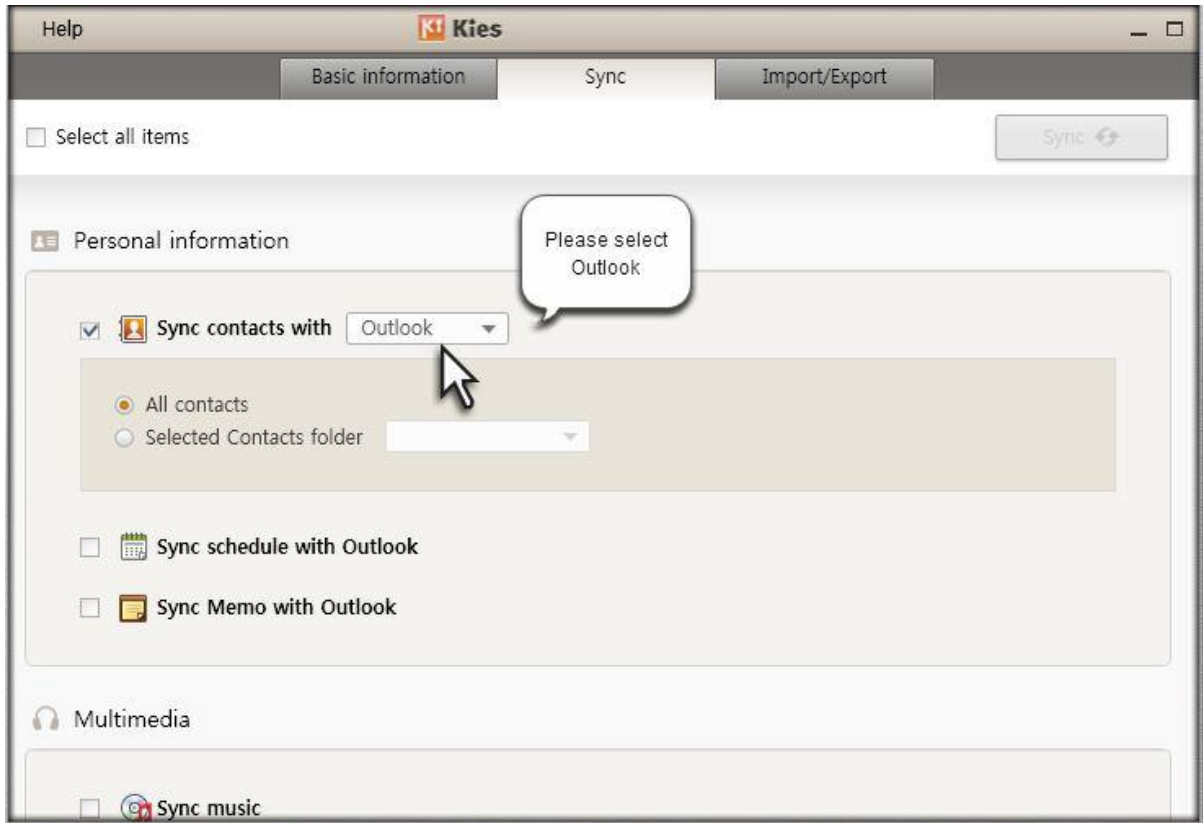 Help
Kies
Basic information
Sync
Import/Export
Select all items
Sync
Personal information
Please select
Outlook
Sync contacts with
Outlook
All contacts
Selected Contacts folder
Sync schedule with Outlook
Sync Memo with Outlook
Multimedia
Sync music